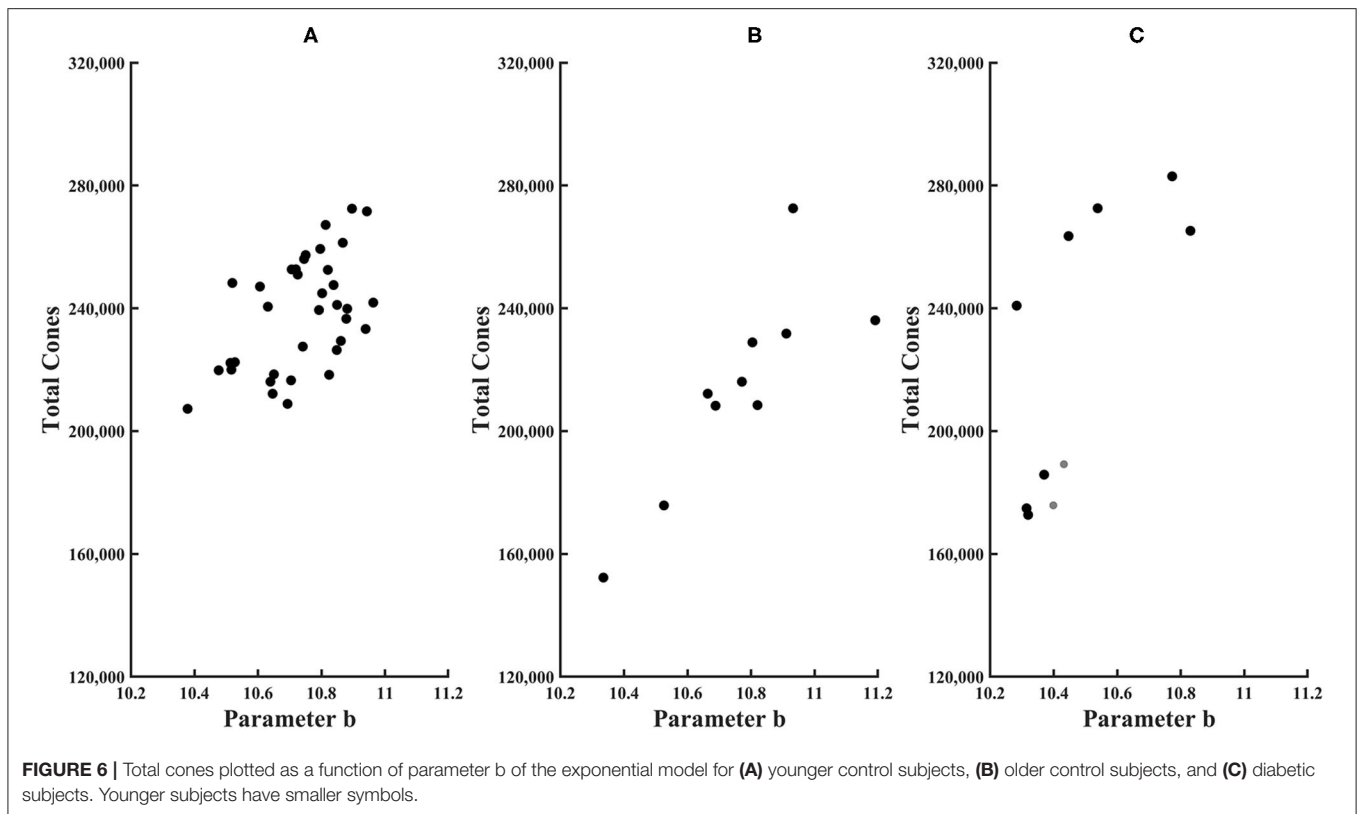 A
B
C
320,000
280,000
240,000
200,000
160,000
120,000
Total Cones
10.2 10.4 10.6 10.8 11 11.2
Parameter b
320,000
280,000
240,000
200,000
160,000
120,000
Total Cones
10.2 10.4 10.6 10.8 11 11.2
Parameter b
320,000
280,000
240,000
200,000
160,000
120,000
Total Cones
10.2 10.4 10.6 10.8 11 11.2
Parameter b
FIGURE 6 | Total cones plotted as a function of parameter b of the exponential model for (A) younger control subjects, (B) older control subjects, and (C) diabetic
subjects. Younger subjects have smaller symbols.